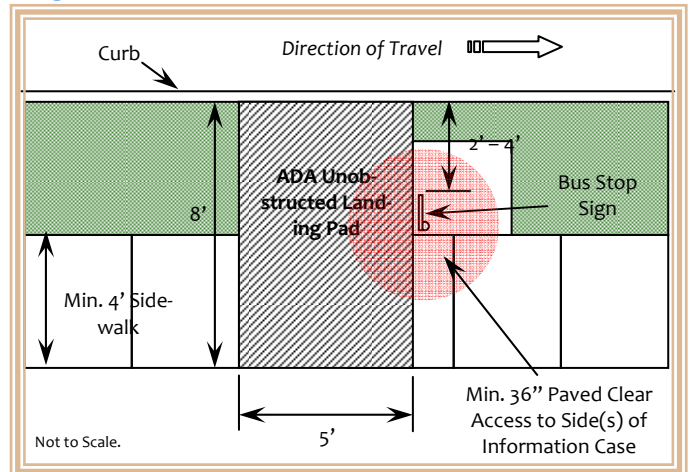 Direction of Travel
Curb
2’ – 4’
ADA Unob-
structed Land-
ing Pad
Bus Stop
Sign
8’
Min. 4’ Side-
walk
Min. 36” Paved Clear
Access to Side(s) of
Information Case
5’
Not to Scale.